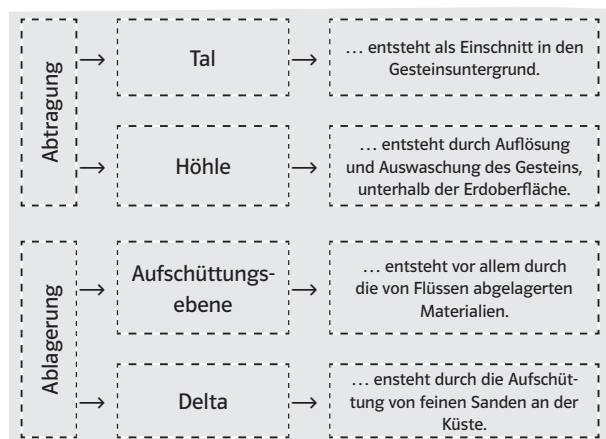 Abtragung
Tal
… entsteht als Einschnitt in den
Gesteinsuntergrund.
Höhle
… entsteht durch Auflösung
und Auswaschung des Gesteins,
unterhalb der Erdoberfläche.
Ablagerung
Aufschüttungs-
ebene
… entsteht vor allem durch
die von Flüssen abgelagerten
Materialien.
Delta
… ensteht durch die Aufschüt-
tung von feinen Sanden an der
Küste.